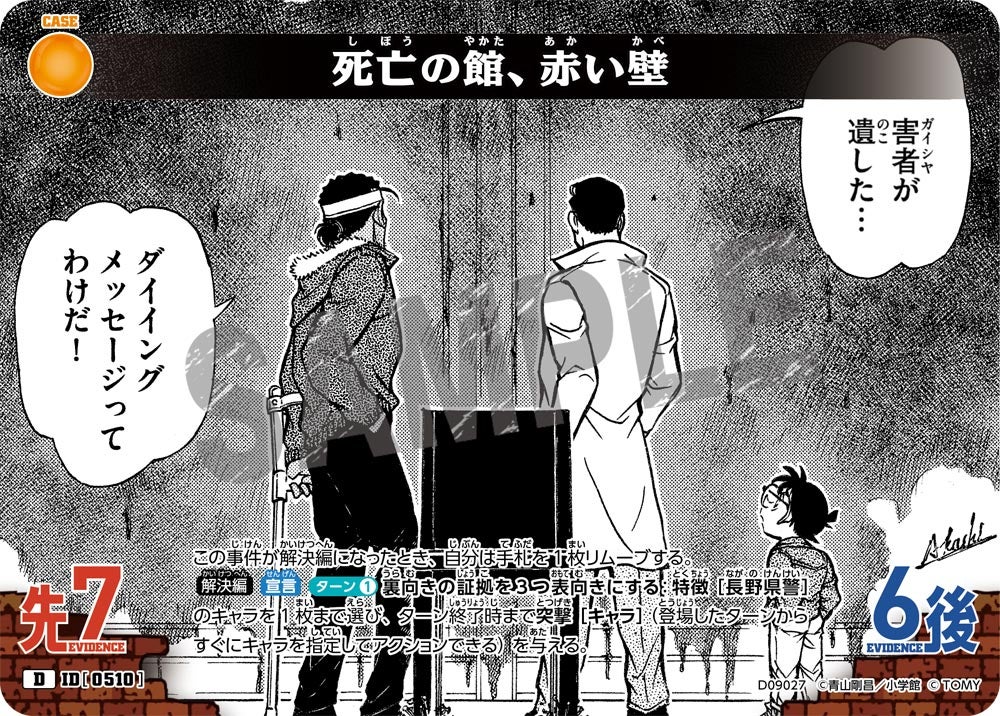 CASE
死亡の館、赤い壁
害者が
遺した…
ダイイング
メッセージって
わけだ！
SAMPLE
この事件が解決編になったとき、自分は手札を1枚リムーブする。
解決編 宣言 ターン1 裏向きの証拠を3つ表向きにする：特徴［長野県警］
のキャラを1枚まで選び、ターン終了時まで突撃［キャラ］（登場したターンから
すぐにキャラを指定してアクションできる）を与える。
先7
EVIDENCE
6後
EVIDENCE
D ID[0510]
D09027 ©青山剛昌／小学館 © TOMY